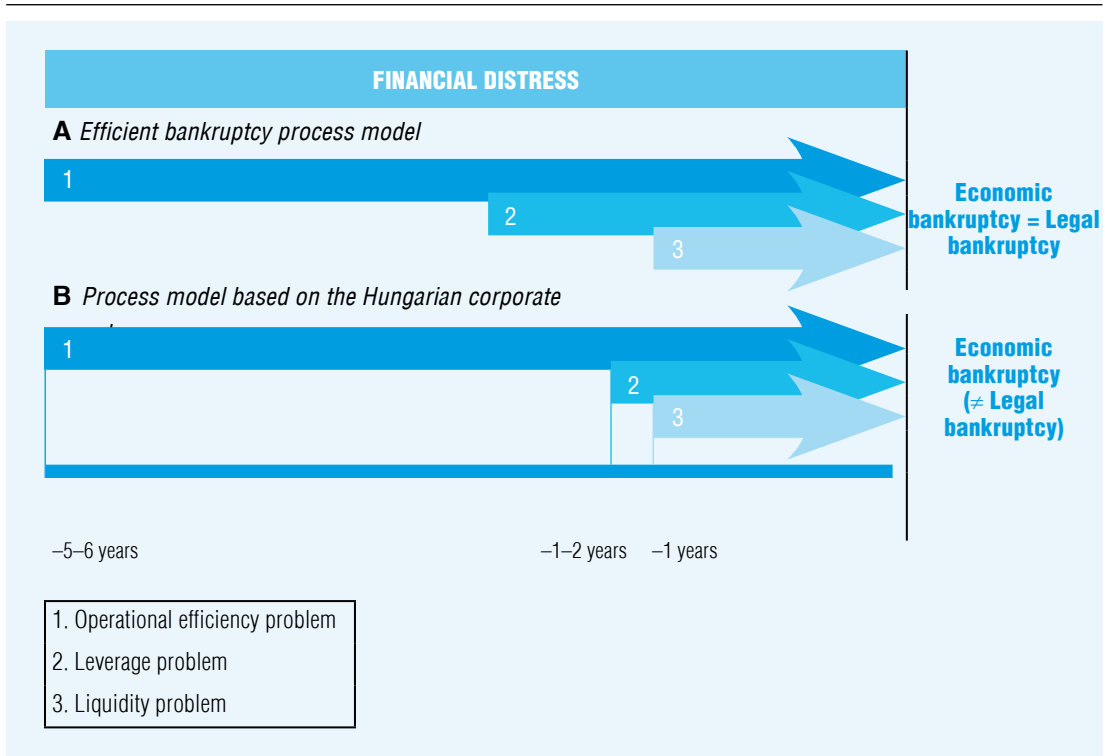 FINANCIAL DISTRESS
A Efficient bankruptcy process model
1
2
3
Economic
bankruptcy = Legal
bankruptcy
B Process model based on the Hungarian corporate
1
2
3
Economic
bankruptcy
(≠ Legal
bankruptcy)
–5–6 years
–1–2 years
–1 years
1. Operational efficiency problem
2. Leverage problem
3. Liquidity problem